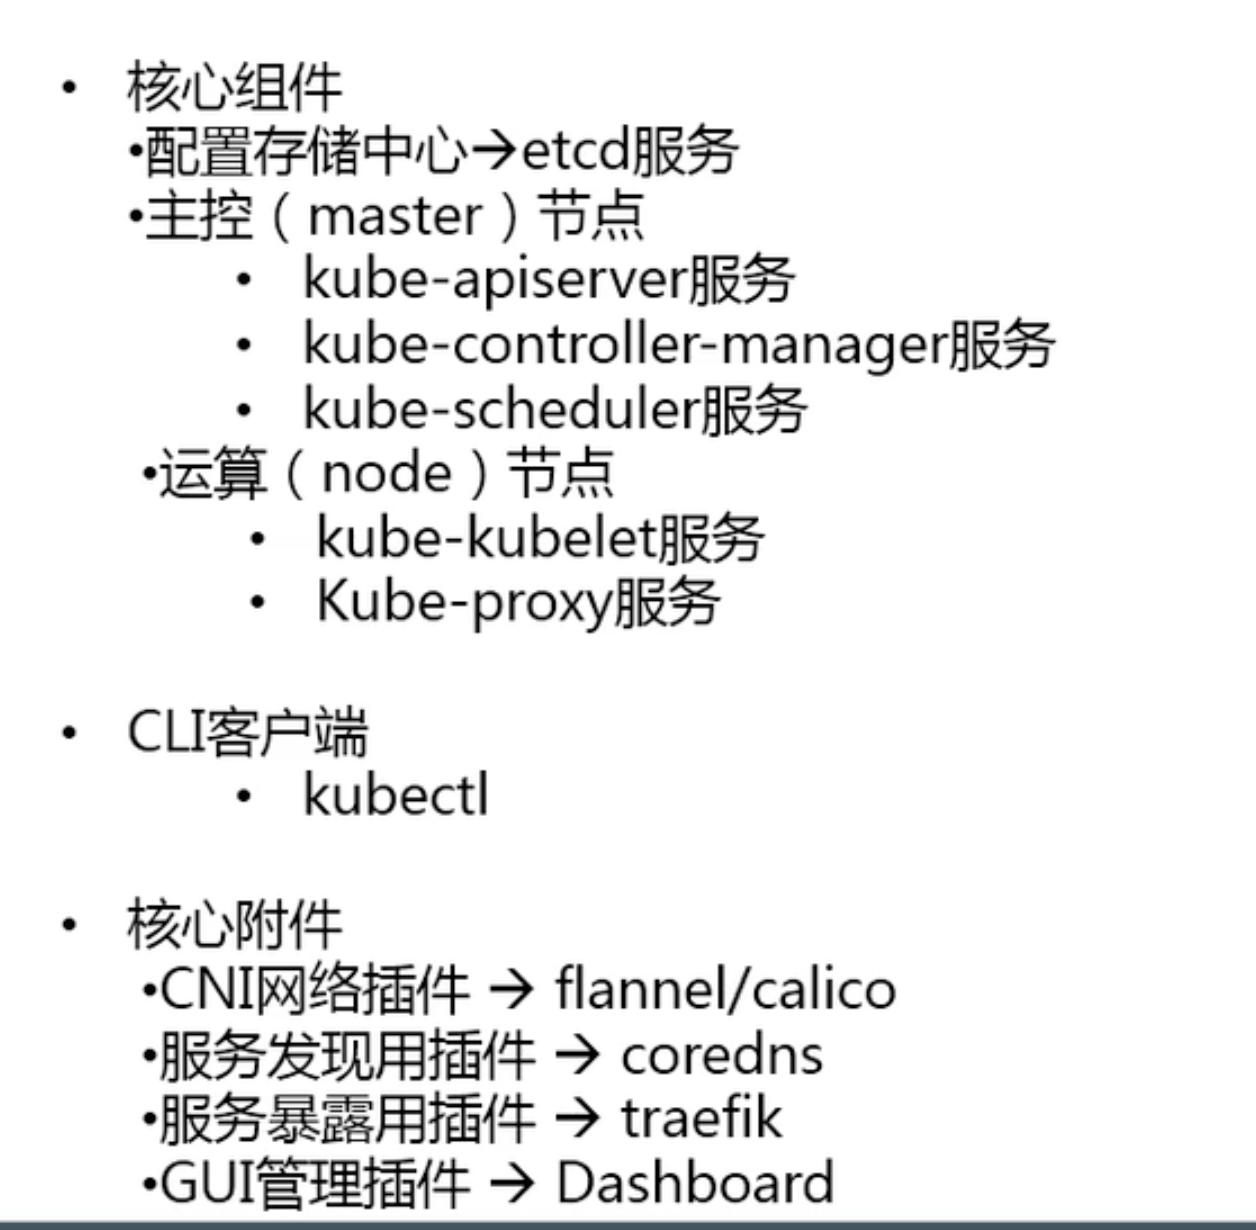 • 核心组件
•配置存储中心→etcd服务
•主控（master）节点
• kube-apiserver服务
• kube-controller-manager服务
• kube-scheduler服务
•运算（node）节点
• kube-kubelet服务
• Kube-proxy服务
• CLI客户端
• kubectl
• 核心附件
•CNI网络插件 → flannel/calico
•服务发现用插件 → coredns
•服务暴露用插件 → traefik
•GUI管理插件 → Dashboard